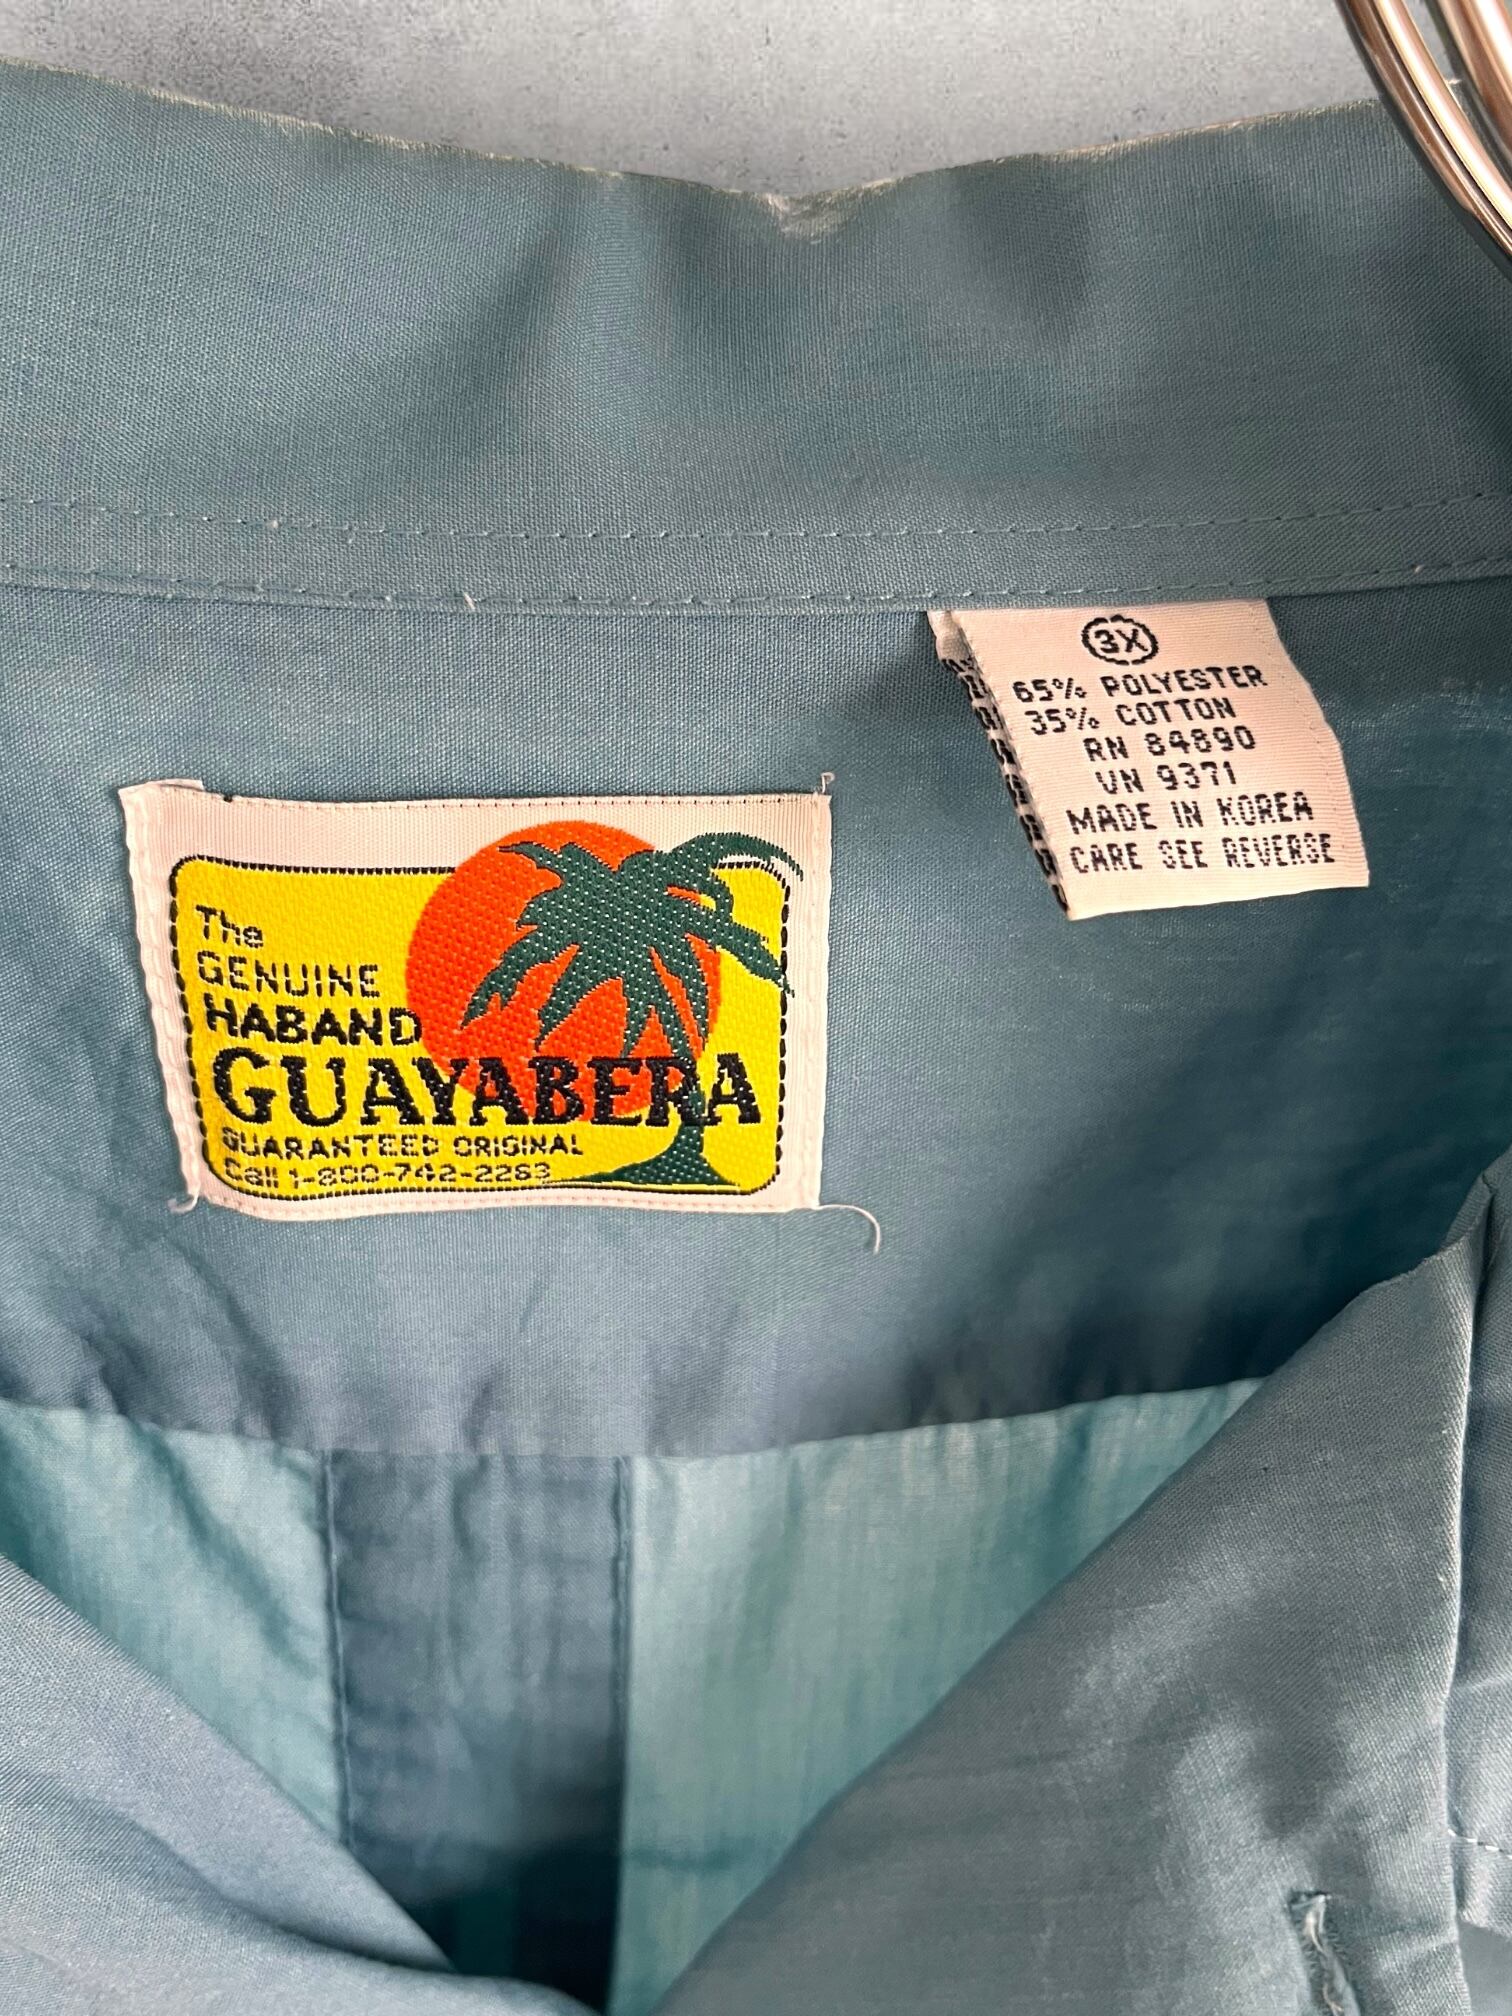 The
GENUINE
HABAND
GUAYABERA
GUARANTEED ORIGINAL
Call 1-800-742-2263
3X
65% POLYESTER
35% COTTON
RN 84890
VN 9371
MADE IN KOREA
CARE SEE REVERSE